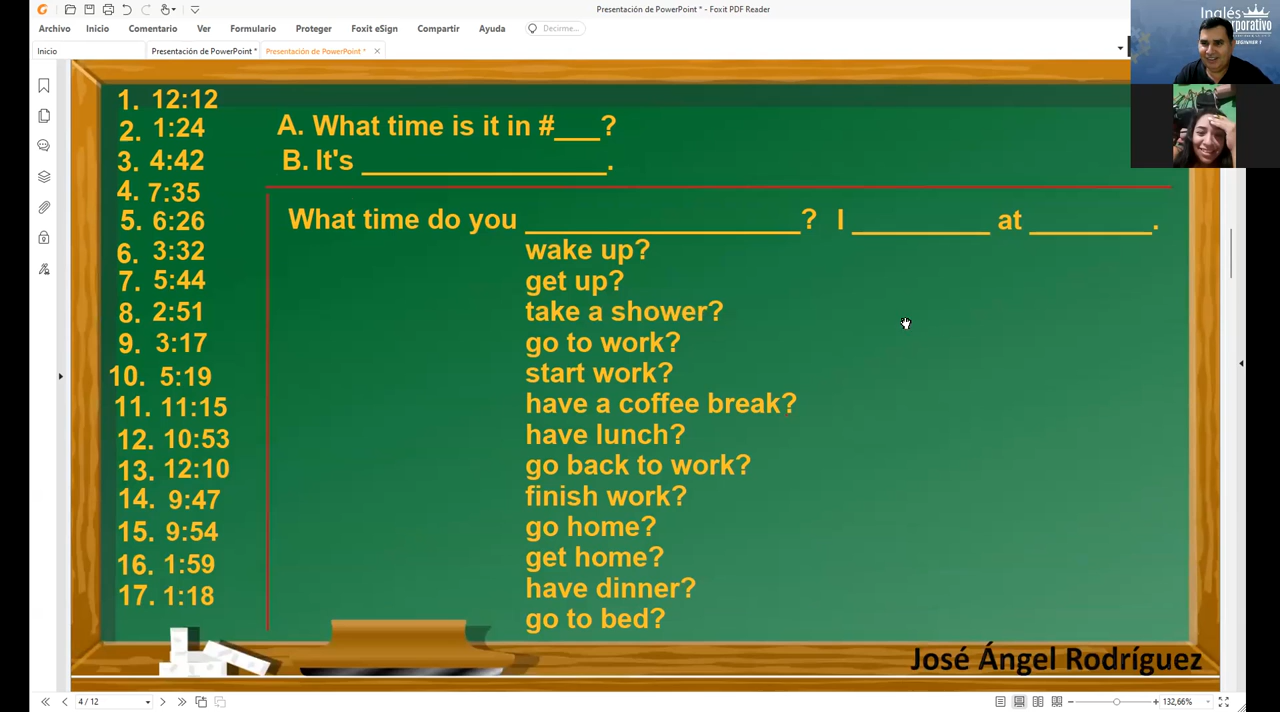 Presentación de PowerPoint * - Foxit PDF Reader
Archivo Inicio Comentario Ver Formulario Proteger Foxit eSign Compartir Ayuda Decirme...
Inicio Presentación de PowerPoint * Presentación de PowerPoint *
Inglés
BEGINNER 1
1. 12:12
2. 1:24
3. 4:42
4. 7:35
5. 6:26
6. 3:32
7. 5:44
8. 2:51
9. 3:17
10. 5:19
11. 11:15
12. 10:53
13. 12:10
14. 9:47
15. 9:54
16. 1:59
17. 1:18
A. What time is it in #___?
B. It's ________________.
What time do you __________________? I _________ at ________.
wake up?
get up?
take a shower?
go to work?
start work?
have a coffee break?
have lunch?
go back to work?
finish work?
go home?
get home?
have dinner?
go to bed?
José Ángel Rodríguez
4 / 12
132,66%